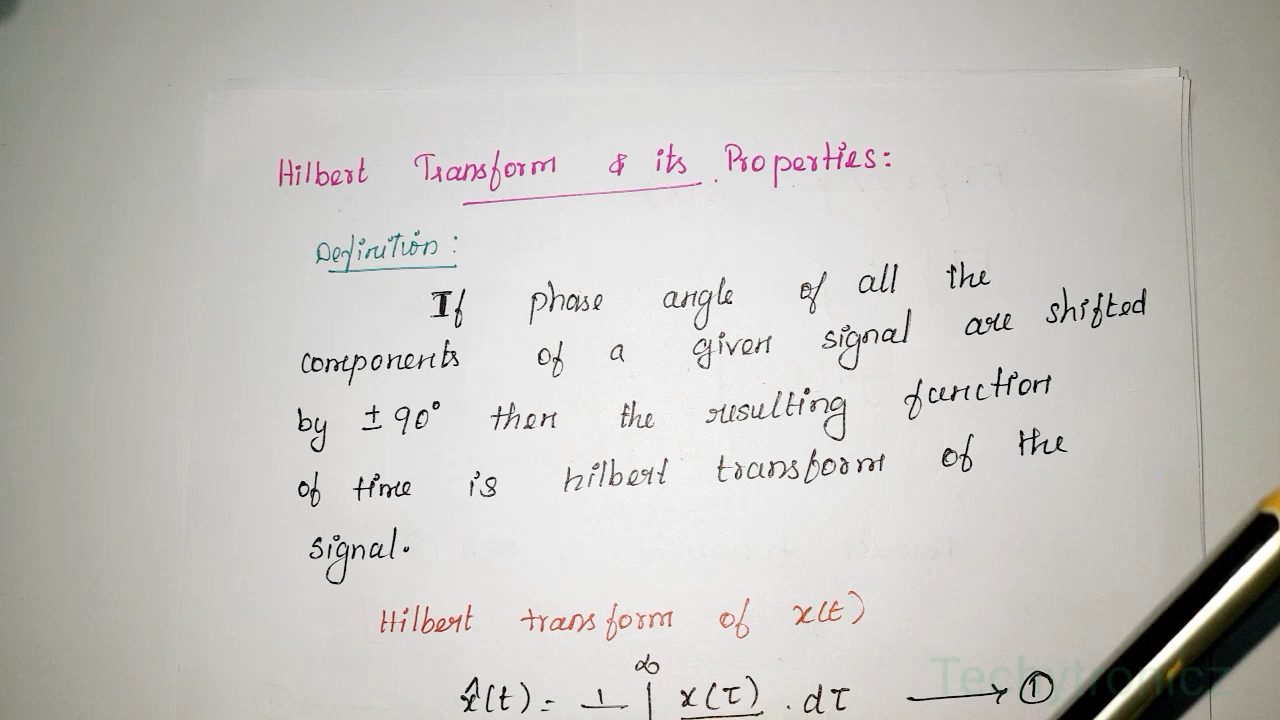 Hilbert Transform & its Properties:
Definition:
If phase angle of all the
components of a given signal are shifted
by ± 90° then the resulting function
of time is hilbert transform of the
signal.
Hilbert transform of x(t)
∞
x̂(t) = 1 ∫ x(τ) . dτ ⟶ ①
Techytronicz